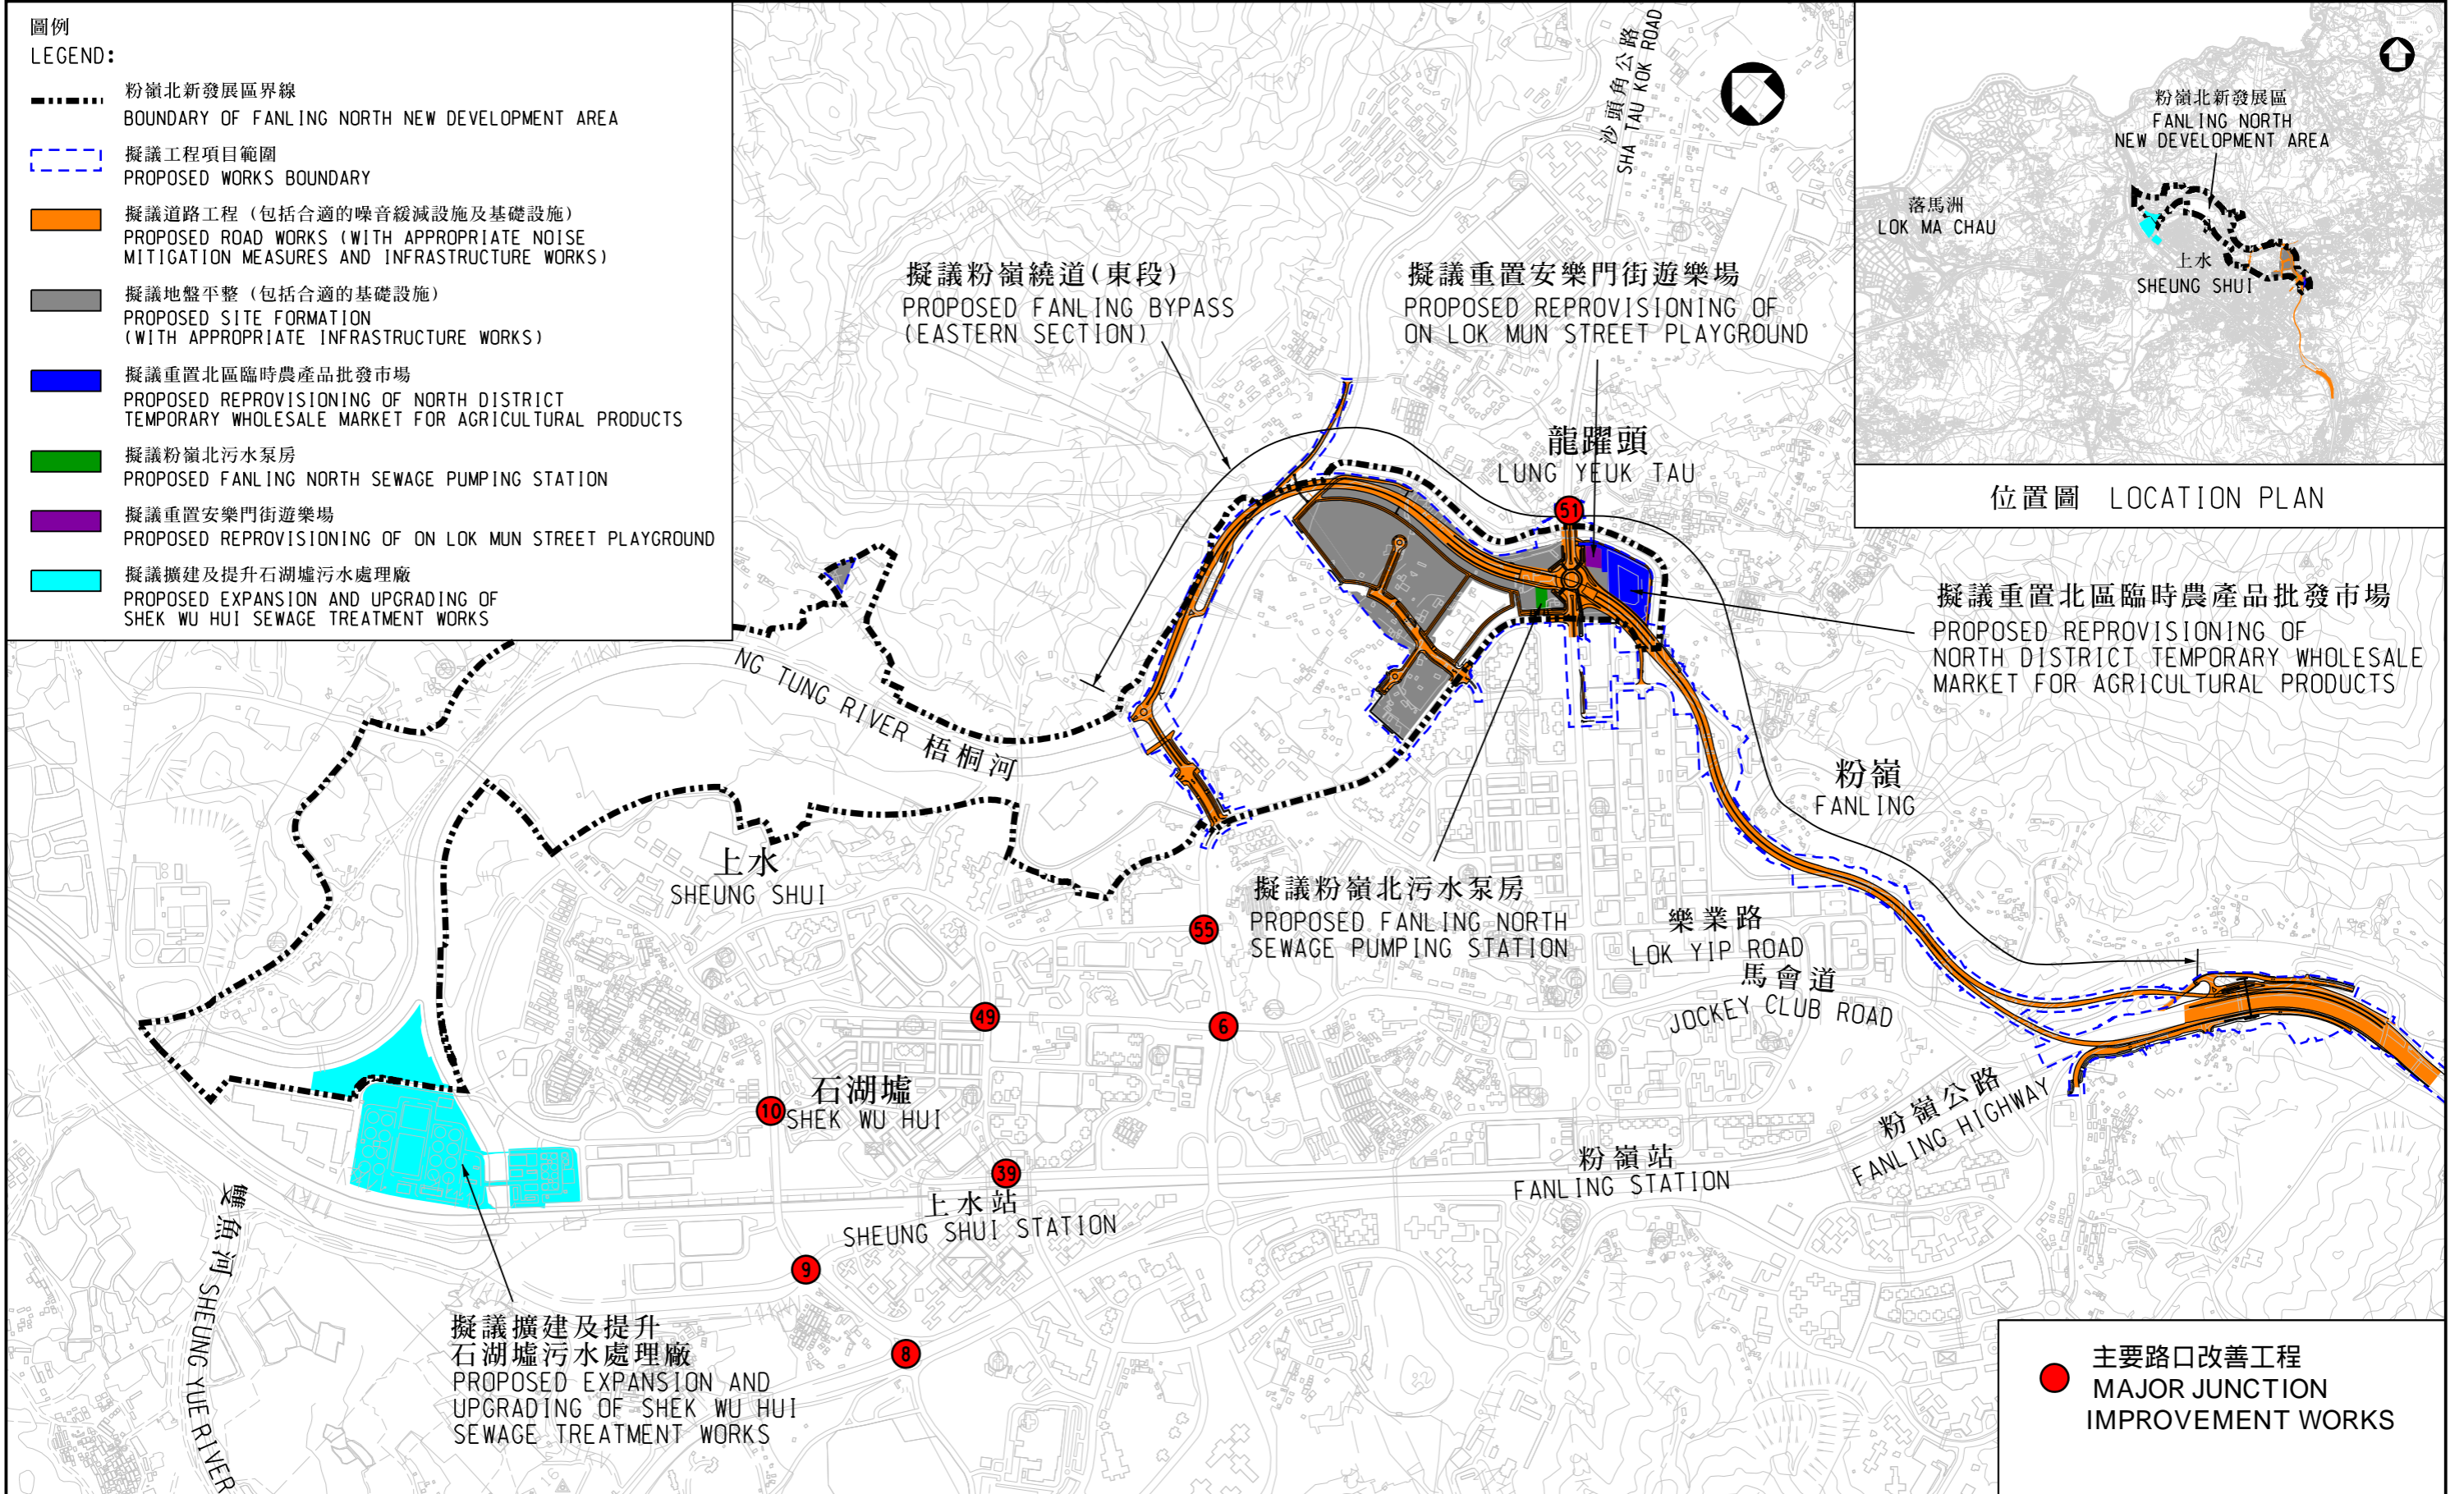 圖例
LEGEND:
粉嶺北新發展區界線
BOUNDARY OF FANLING NORTH NEW DEVELOPMENT AREA
擬議工程項目範圍
PROPOSED WORKS BOUNDARY
擬議道路工程 (包括合適的噪音緩減設施及基礎設施)
PROPOSED ROAD WORKS (WITH APPROPRIATE NOISE
MITIGATION MEASURES AND INFRASTRUCTURE WORKS)
擬議地盤平整 (包括合適的基礎設施)
PROPOSED SITE FORMATION
(WITH APPROPRIATE INFRASTRUCTURE WORKS)
擬議重置北區臨時農產品批發市場
PROPOSED REPROVISIONING OF NORTH DISTRICT
TEMPORARY WHOLESALE MARKET FOR AGRICULTURAL PRODUCTS
擬議粉嶺北污水泵房
PROPOSED FANLING NORTH SEWAGE PUMPING STATION
擬議重置安樂門街遊樂場
PROPOSED REPROVISIONING OF ON LOK MUN STREET PLAYGROUND
擬議擴建及提升石湖墟污水處理廠
PROPOSED EXPANSION AND UPGRADING OF
SHEK WU HUI SEWAGE TREATMENT WORKS
沙頭角公路
SHA TAU KOK ROAD
粉嶺北新發展區
FANLING NORTH
NEW DEVELOPMENT AREA
落馬洲
LOK MA CHAU
上水
SHEUNG SHUI
位置圖 LOCATION PLAN
擬議粉嶺繞道(東段)
PROPOSED FANLING BYPASS
(EASTERN SECTION)
擬議重置安樂門街遊樂場
PROPOSED REPROVISIONING OF
ON LOK MUN STREET PLAYGROUND
龍躍頭
LUNG YEUK TAU
51
擬議重置北區臨時農產品批發市場
PROPOSED REPROVISIONING OF
NORTH DISTRICT TEMPORARY WHOLESALE
MARKET FOR AGRICULTURAL PRODUCTS
NG TUNG RIVER 梧桐河
粉嶺
FANLING
上水
SHEUNG SHUI
擬議粉嶺北污水泵房
PROPOSED FANLING NORTH
SEWAGE PUMPING STATION
55
樂業路
LOK YIP ROAD
馬會道
JOCKEY CLUB ROAD
49
6
石湖墟
SHEK WU HUI
10
39
上水站
SHEUNG SHUI STATION
粉嶺站
FANLING STATION
粉嶺公路
FANLING HIGHWAY
雙魚河 SHEUNG YUE RIVER
9
8
擬議擴建及提升
石湖墟污水處理廠
PROPOSED EXPANSION AND
UPGRADING OF SHEK WU HUI
SEWAGE TREATMENT WORKS
主要路口改善工程
MAJOR JUNCTION
IMPROVEMENT WORKS